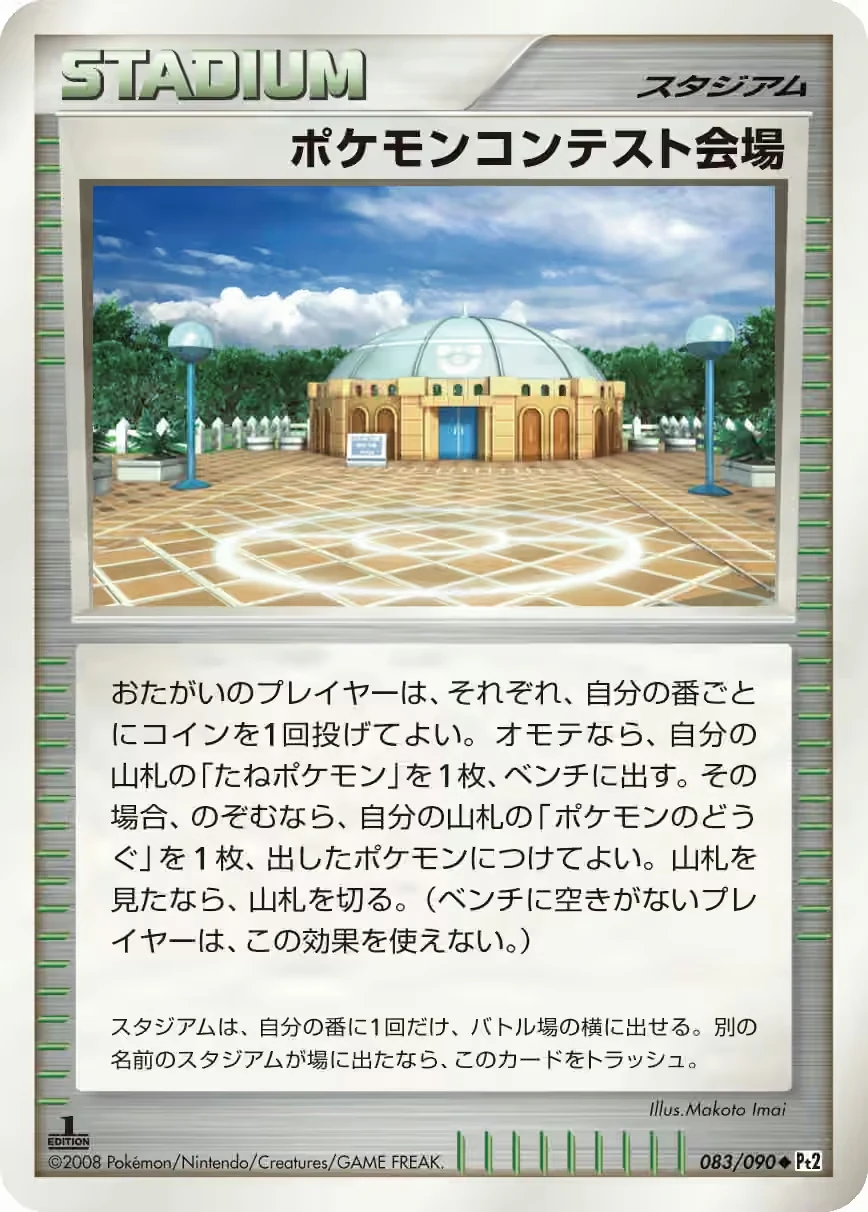 STADIUM
スタジアム
ポケモンコンテスト会場
おたがいのプレイヤーは、それぞれ、自分の番ごと
にコインを1回投げてよい。オモテなら、自分の
山札の「たねポケモン」を1枚、ベンチに出す。その
場合、のぞむなら、自分の山札の「ポケモンのどう
ぐ」を1枚、出したポケモンにつけてよい。山札を
見たなら、山札を切る。（ベンチに空きがないプレ
イヤーは、この効果を使えない。）
スタジアムは、自分の番に1回だけ、バトル場の横に出せる。別の
名前のスタジアムが場に出たなら、このカードをトラッシュ。
Illus.Makoto Imai
1
EDITION
©2008 Pokémon/Nintendo/Creatures/GAME FREAK.
083/090◆ Pt2